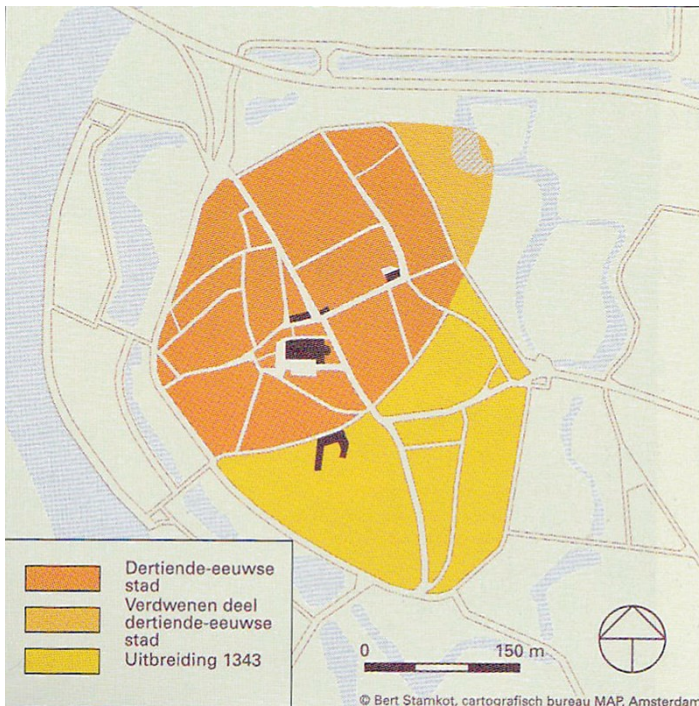 Dertiende-eeuwse
stad
Verdwenen deel
dertiende-eeuwse
stad
Uitbreiding 1343
0 150 m
© Bert Stamkot, cartografisch bureau MAP, Amsterdam